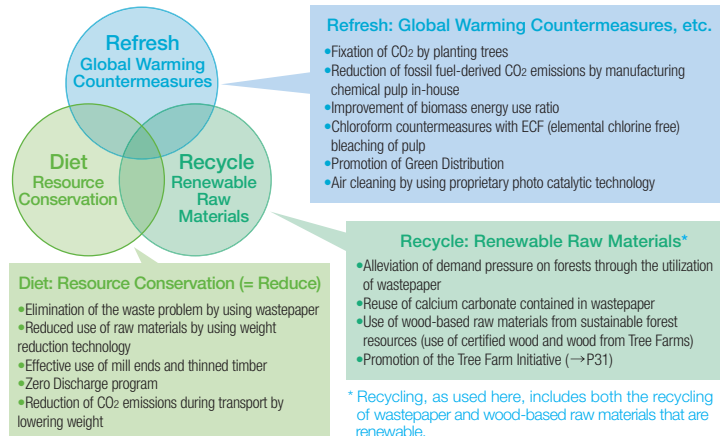 Refresh
Global Warming
Countermeasures
Diet
Resource
Conservation
Recycle
Renewable
Raw
Materials
Refresh: Global Warming Countermeasures, etc.
•Fixation of CO2 by planting trees
•Reduction of fossil fuel-derived CO2 emissions by manufacturing
chemical pulp in-house
•Improvement of biomass energy use ratio
•Chloroform countermeasures with ECF (elemental chlorine free)
bleaching of pulp
•Promotion of Green Distribution
•Air cleaning by using proprietary photo catalytic technology
Recycle: Renewable Raw Materials*
•Alleviation of demand pressure on forests through the utilization
of wastepaper
•Reuse of calcium carbonate contained in wastepaper
•Use of wood-based raw materials from sustainable forest
resources (use of certified wood and wood from Tree Farms)
•Promotion of the Tree Farm Initiative (→P31)
Diet: Resource Conservation (= Reduce)
•Elimination of the waste problem by using wastepaper
•Reduced use of raw materials by using weight
reduction technology
•Effective use of mill ends and thinned timber
•Zero Discharge program
•Reduction of CO2 emissions during transport by
lowering weight
* Recycling, as used here, includes both the recycling
of wastepaper and wood-based raw materials that are
renewable.